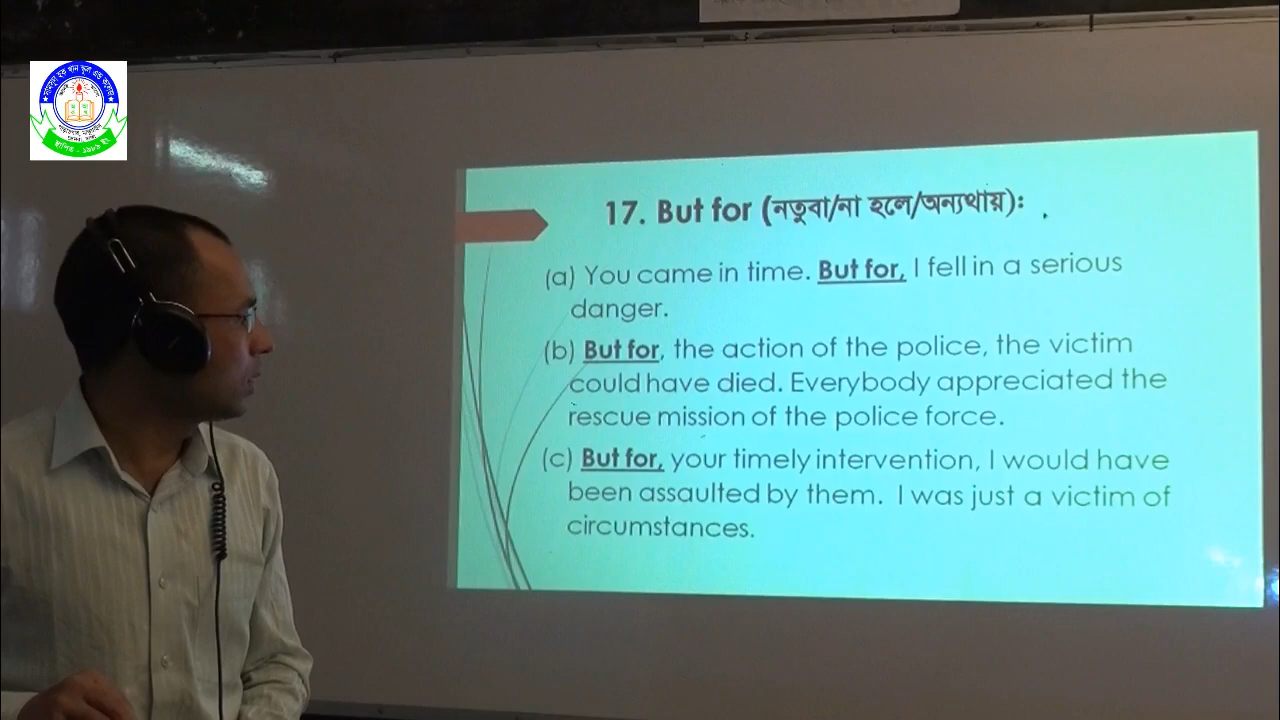 17. But for (নতুবা/না হলে/অন্যথায়)ঃ
(a) You came in time. But for, I fell in a serious
danger.
(b) But for, the action of the police, the victim
could have died. Everybody appreciated the
rescue mission of the police force.
(c) But for, your timely intervention, I would have
been assaulted by them. I was just a victim of
circumstances.
স্থাপিত - ১৯৮৯ ইং